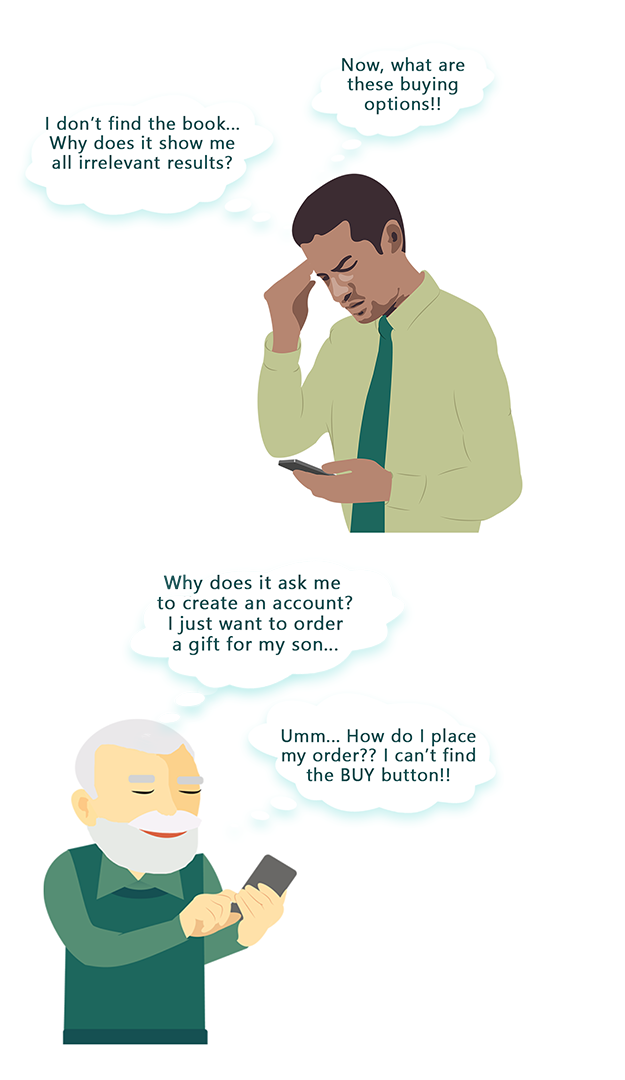 Now, what are
these buying
options!!
I don’t find the book...
Why does it show me
all irrelevant results?
Why does it ask me
to create an account?
I just want to order
a gift for my son...
Umm... How do I place
my order?? I can’t find
the BUY button!!